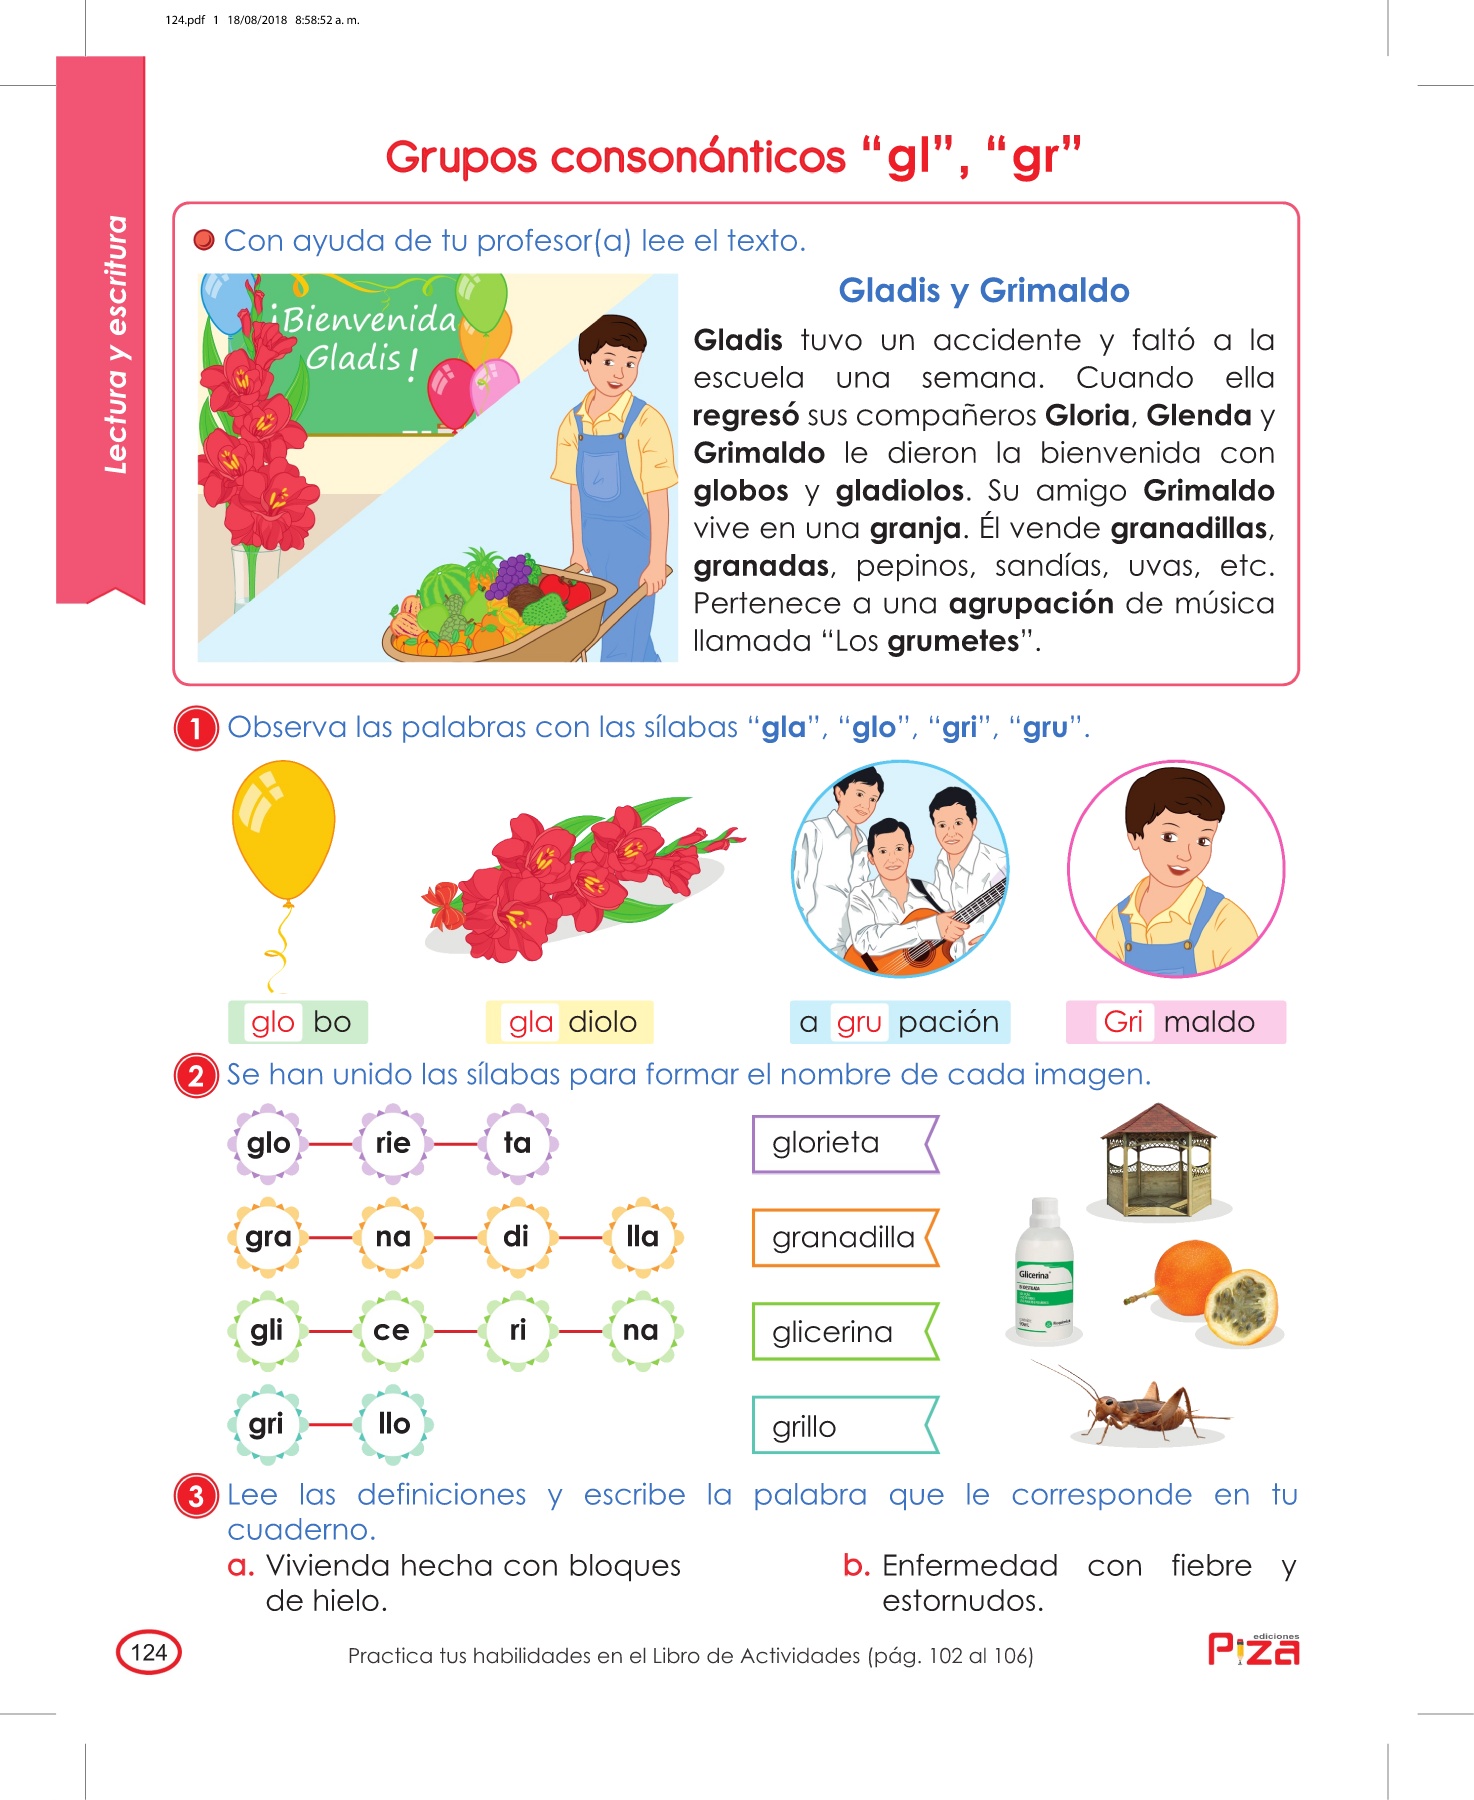 124.pdf 1 18/08/2018 8:58:52 a. m.
Lectura y escritura
Grupos consonánticos “gl”, “gr”
Con ayuda de tu profesor(a) lee el texto.
¡Bienvenida
Gladis!
Gladis y Grimaldo
Gladis tuvo un accidente y faltó a la
escuela una semana. Cuando ella
regresó sus compañeros Gloria, Glenda y
Grimaldo le dieron la bienvenida con
globos y gladiolos. Su amigo Grimaldo
vive en una granja. Él vende granadillas,
granadas, pepinos, sandías, uvas, etc.
Pertenece a una agrupación de música
llamada “Los grumetes”.
1 Observa las palabras con las sílabas “gla”, “glo”, “gri”, “gru”.
glo bo
gla diolo
a gru pación
Gri maldo
2 Se han unido las sílabas para formar el nombre de cada imagen.
glo rie ta
glorieta
gra na di lla
granadilla
Glicerina
gli ce ri na
glicerina
gri llo
grillo
3 Lee las definiciones y escribe la palabra que le corresponde en tu
cuaderno.
a. Vivienda hecha con bloques
de hielo.
b. Enfermedad con fiebre y
estornudos.
124
Practica tus habilidades en el Libro de Actividades (pág. 102 al 106)
ediciones
Piza